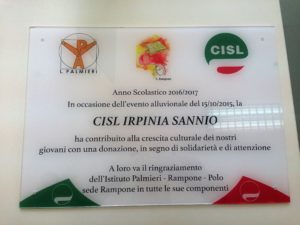 L. PALMIERI
L. Rampone
CISL
Anno Scolastico 2016/2017
In occasione dell'evento alluvionale del 15/10/2015, la
CISL IRPINIA SANNIO
ha contribuito alla crescita culturale dei nostri
giovani con una donazione, in segno di solidarietà e di attenzione
A loro va il ringraziamento
dell'Istituto Palmieri - Rampone - Polo
sede Rampone in tutte le sue componenti